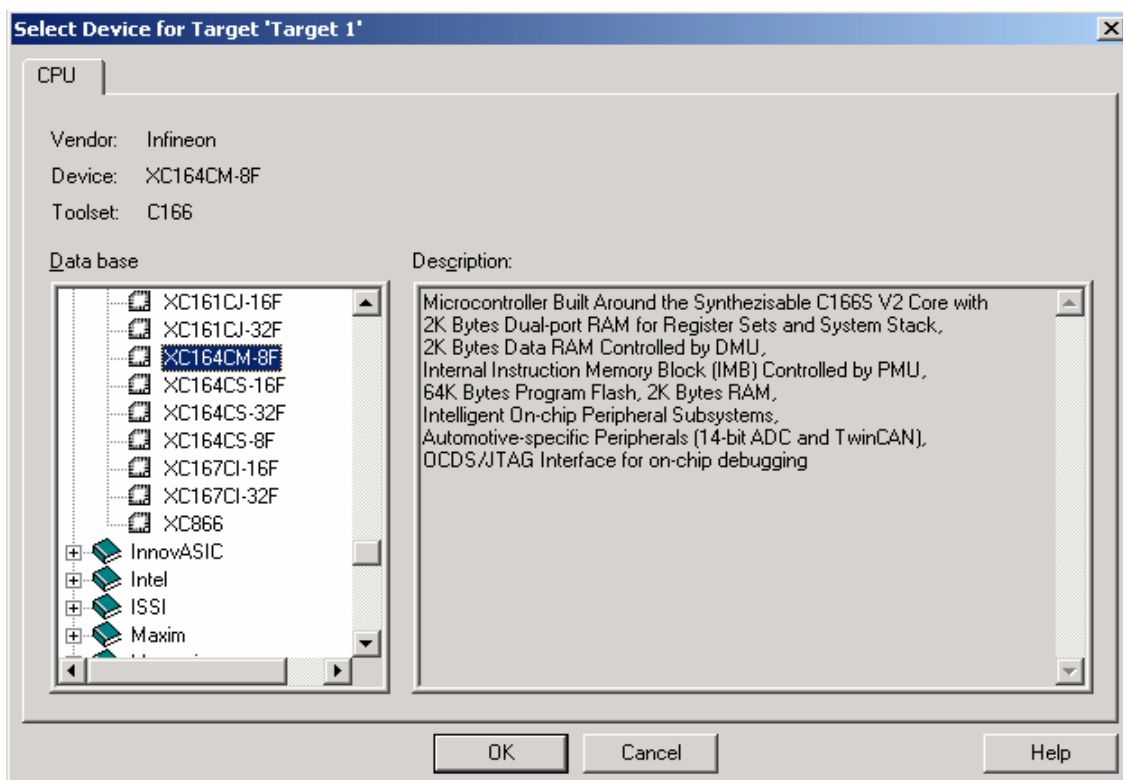 Select Device for Target 'Target 1'
CPU
Vendor: Infineon
Device: XC164CM-8F
Toolset: C166
Data base
XC161CJ-16F
XC161CJ-32F
XC164CM-8F
XC164CS-16F
XC164CS-32F
XC164CS-8F
XC167CI-16F
XC167CI-32F
XC866
InnovASIC
Intel
ISSI
Maxim
Description:
Microcontroller Built Around the Synthezisable C166S V2 Core with
2K Bytes Dual-port RAM for Register Sets and System Stack,
2K Bytes Data RAM Controlled by DMU,
Internal Instruction Memory Block (IMB) Controlled by PMU,
64K Bytes Program Flash, 2K Bytes RAM,
Intelligent On-chip Peripheral Subsystems,
Automotive-specific Peripherals (14-bit ADC and TwinCAN),
OCDS/JTAG Interface for on-chip debugging
OK
Cancel
Help